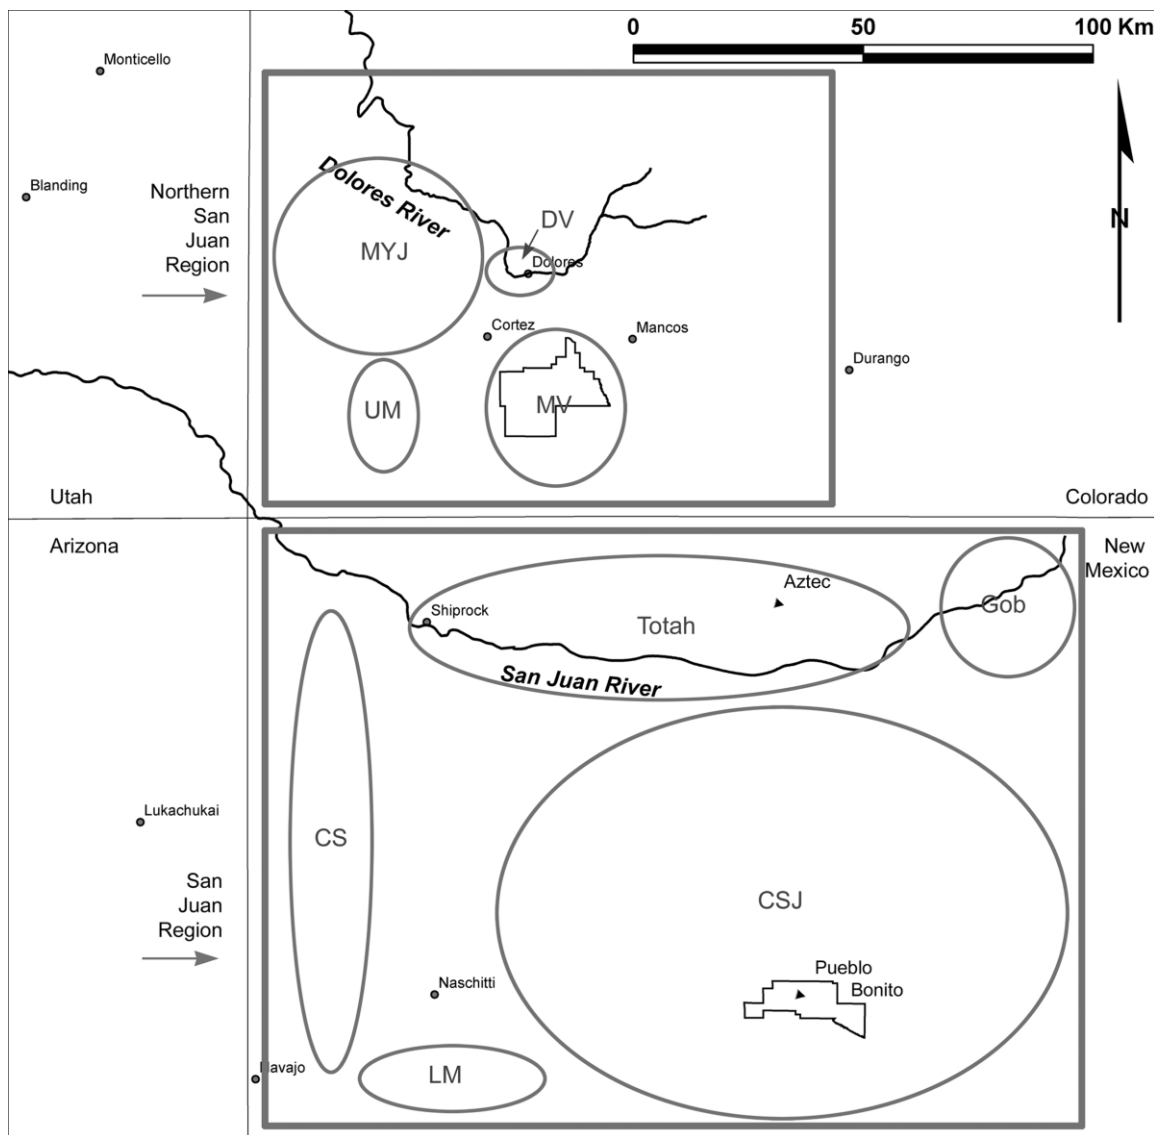 0 50 100 Km
Monticello
Blanding
Northern
San
Juan
Region
Dolores River
DV
MYJ
Dolores
N
Cortez
Mancos
Durango
UM
MV
Utah
Colorado
Arizona
New
Mexico
Aztec
Gob
Shiprock
Totah
San Juan River
Lukachukai
CS
San
Juan
Region
CSJ
Pueblo
Bonito
Naschitti
Navajo
LM